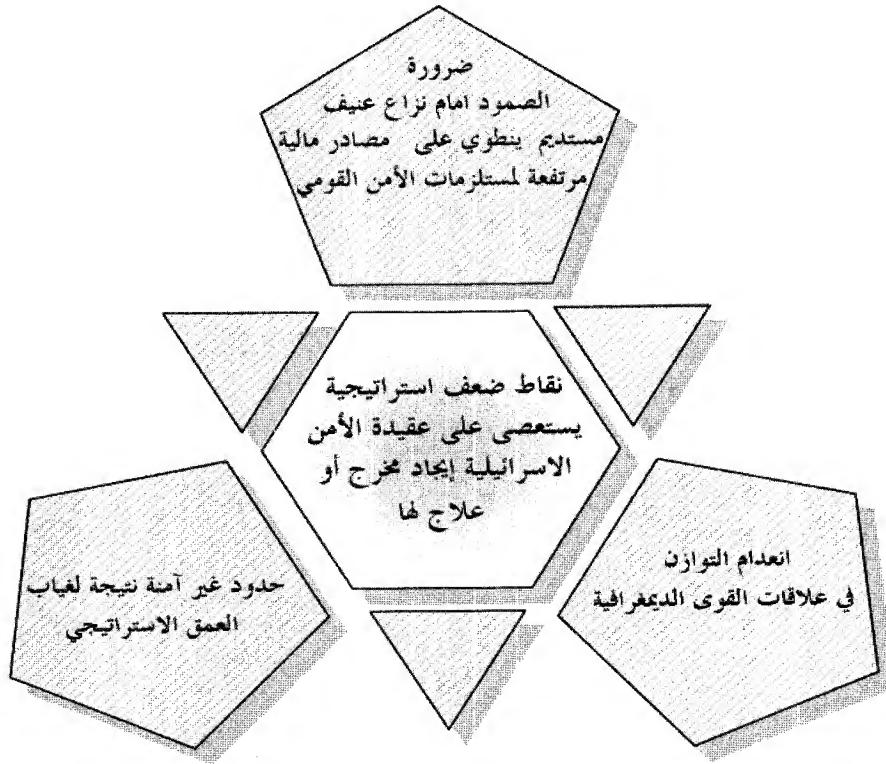 ضرورة
الصمود امام نزاع عنيف
مستديم ينطوي على مصادر مالية
مرتفعة لمستلزمات الأمن القومي
نقاط ضعف استراتيجية
يستعصى على عقيدة الأمن
الاسرائيلية إيجاد مخرج أو
علاج لها
انعدام التوازن
في علاقات القوى الديمغرافية
حدود غير آمنة نتيجة لغياب
العمق الاستراتيجي